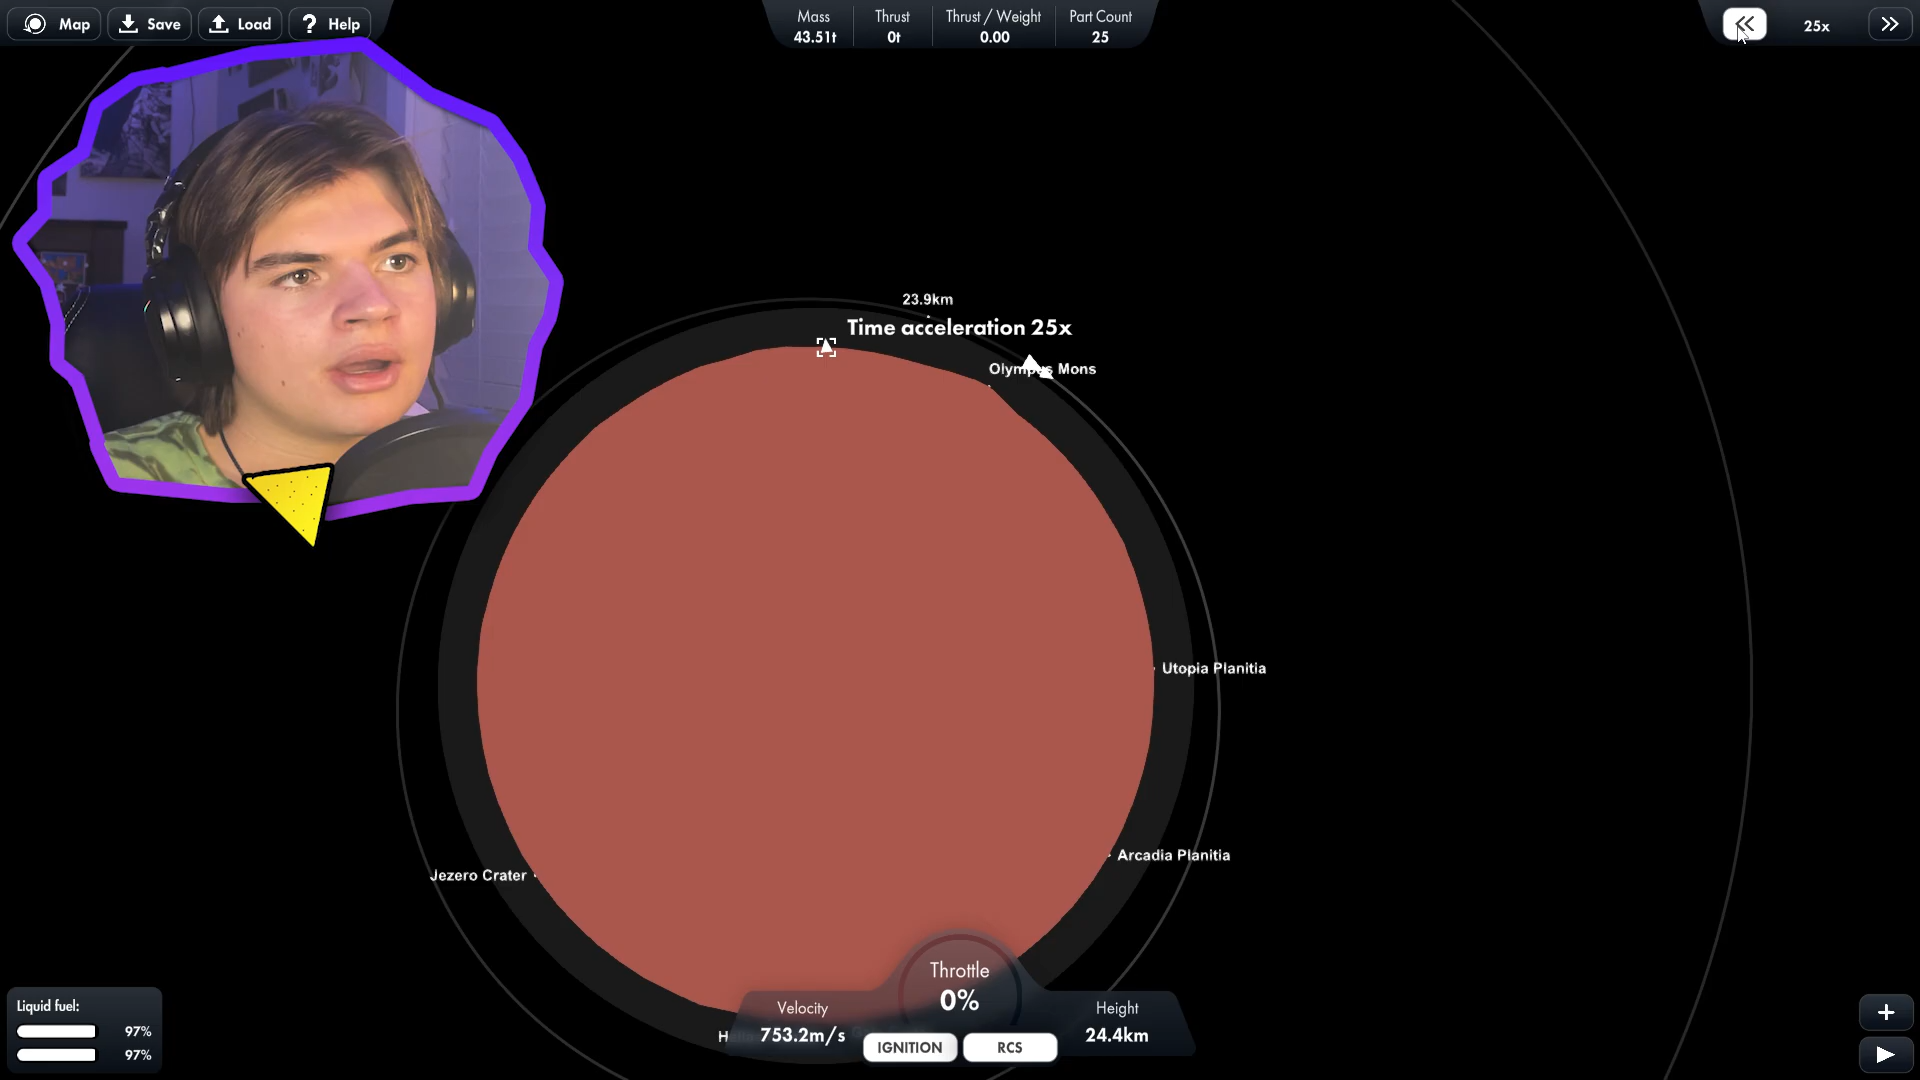 Map
Save
Load
? Help
Mass
43.51t
Thrust
0t
Thrust / Weight
0.00
Part Count
25
25x
23.9km
Time acceleration 25x
Olympus Mons
Utopia Planitia
Arcadia Planitia
Jezero Crater
Throttle
0%
Velocity
753.2m/s
Height
24.4km
IGNITION
RCS
Liquid fuel:
97%
97%